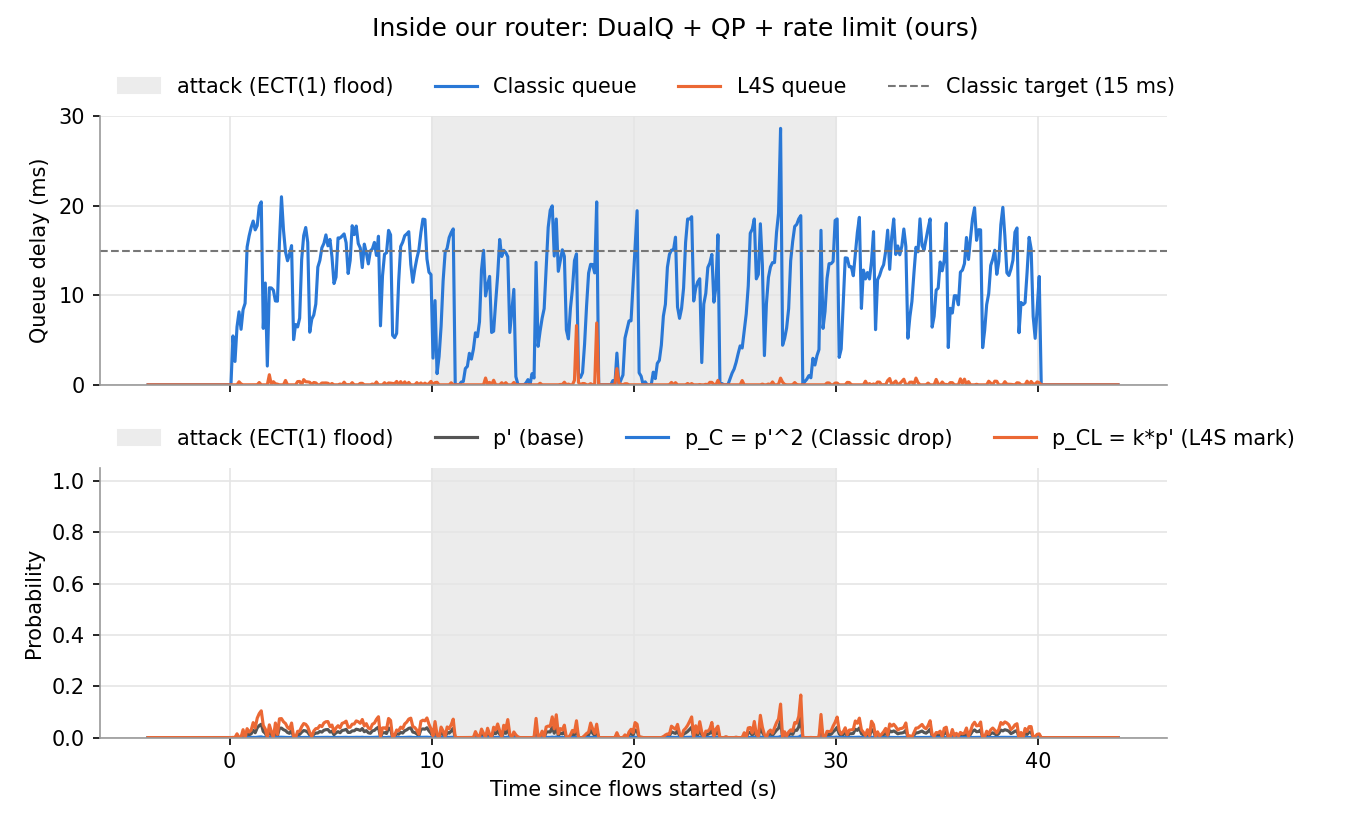 Inside our router: DualQ + QP + rate limit (ours)
attack (ECT(1) flood) Classic queue L4S queue Classic target (15 ms)
30
20
10
0
Queue delay (ms)
attack (ECT(1) flood) p' (base) p_C = p'^2 (Classic drop) p_CL = k*p' (L4S mark)
1.0
0.8
0.6
0.4
0.2
0.0
Probability
0 10 20 30 40
Time since flows started (s)